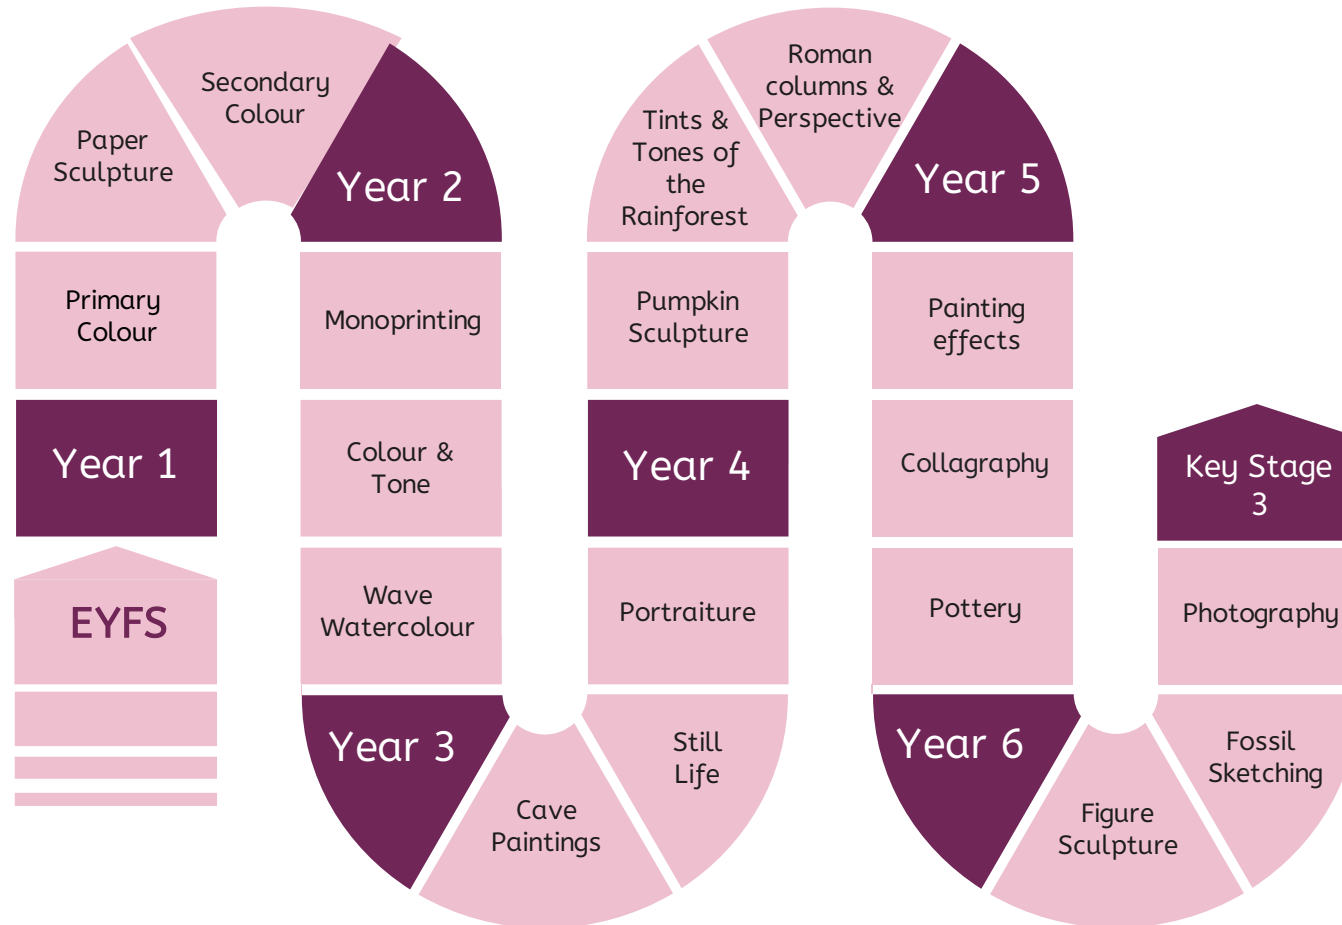 EYFS
Year 1
Primary
Colour
Paper
Sculpture
Secondary
Colour
Year 2
Monoprinting
Colour &
Tone
Wave
Watercolour
Year 3
Cave
Paintings
Still
Life
Portraiture
Year 4
Pumpkin
Sculpture
Tints &
Tones of
the
Rainforest
Roman
columns &
Perspective
Year 5
Painting
effects
Collagraphy
Pottery
Year 6
Figure
Sculpture
Fossil
Sketching
Photography
Key Stage
3